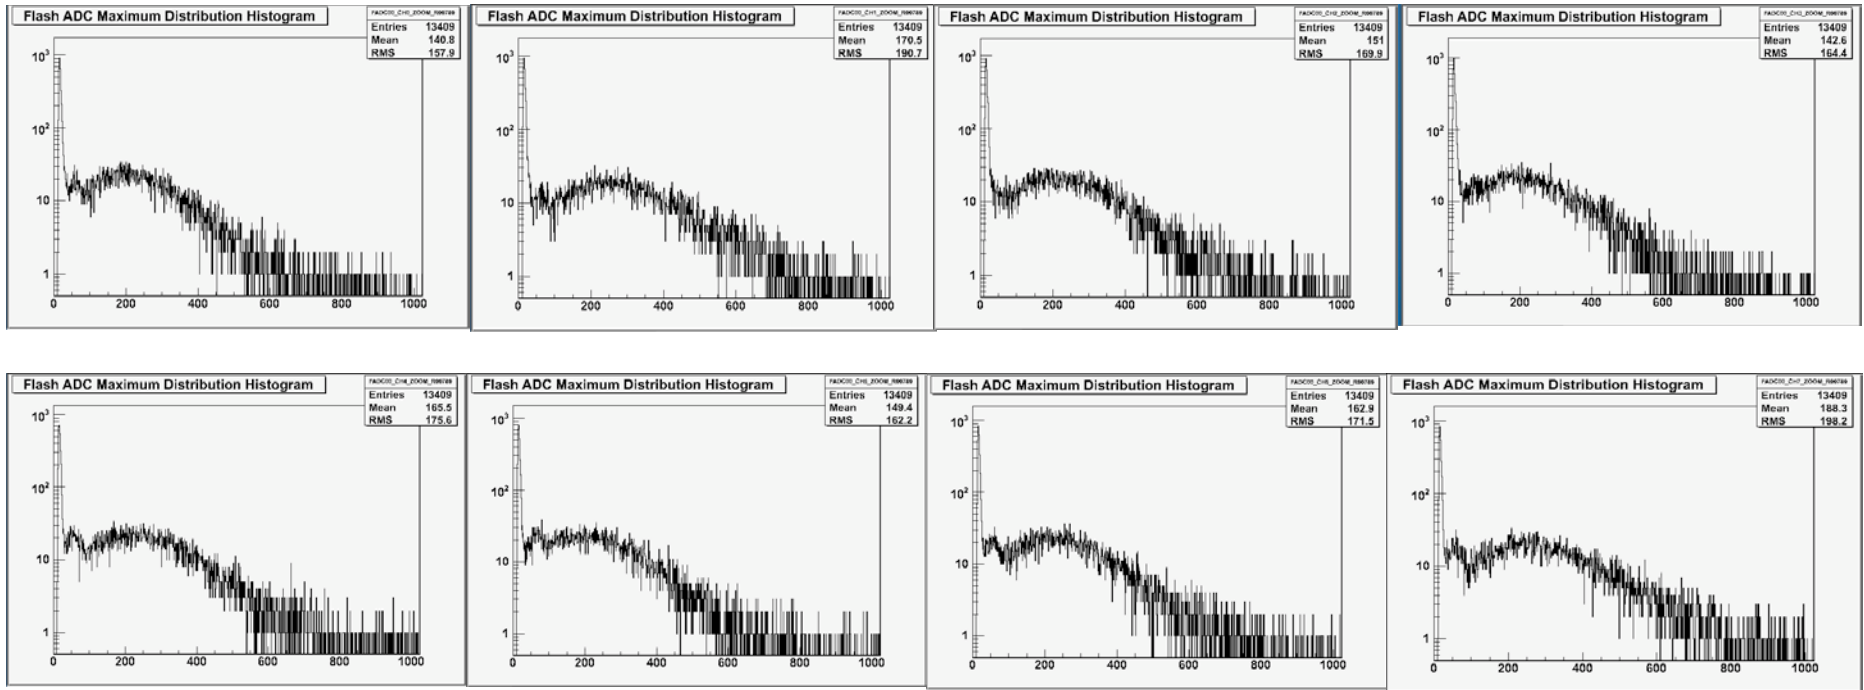 Flash ADC Maximum Distribution Histogram
FADC00_CH0_ZOOM_R96789
Entries 13409
Mean 140.8
RMS 157.9
10³
10²
10
1
0 200 400 600 800 1000
Flash ADC Maximum Distribution Histogram
FADC00_CH1_ZOOM_R96789
Entries 13409
Mean 170.5
RMS 190.7
10³
10²
10
1
0 200 400 600 800 1000
Flash ADC Maximum Distribution Histogram
FADC00_CH2_ZOOM_R96789
Entries 13409
Mean 151
RMS 169.9
10³
10²
10
1
0 200 400 600 800 1000
Flash ADC Maximum Distribution Histogram
FADC00_CH3_ZOOM_R96789
Entries 13409
Mean 142.6
RMS 164.4
10³
10²
10
1
0 200 400 600 800 1000
Flash ADC Maximum Distribution Histogram
FADC00_CH4_ZOOM_R96789
Entries 13409
Mean 165.5
RMS 175.6
10³
10²
10
1
0 200 400 600 800 1000
Flash ADC Maximum Distribution Histogram
FADC00_CH5_ZOOM_R96789
Entries 13409
Mean 149.4
RMS 162.2
10³
10²
10
1
0 200 400 600 800 1000
Flash ADC Maximum Distribution Histogram
FADC00_CH6_ZOOM_R96789
Entries 13409
Mean 162.9
RMS 171.5
10³
10²
10
1
0 200 400 600 800 1000
Flash ADC Maximum Distribution Histogram
FADC00_CH7_ZOOM_R96789
Entries 13409
Mean 188.3
RMS 198.2
10³
10²
10
1
0 200 400 600 800 1000